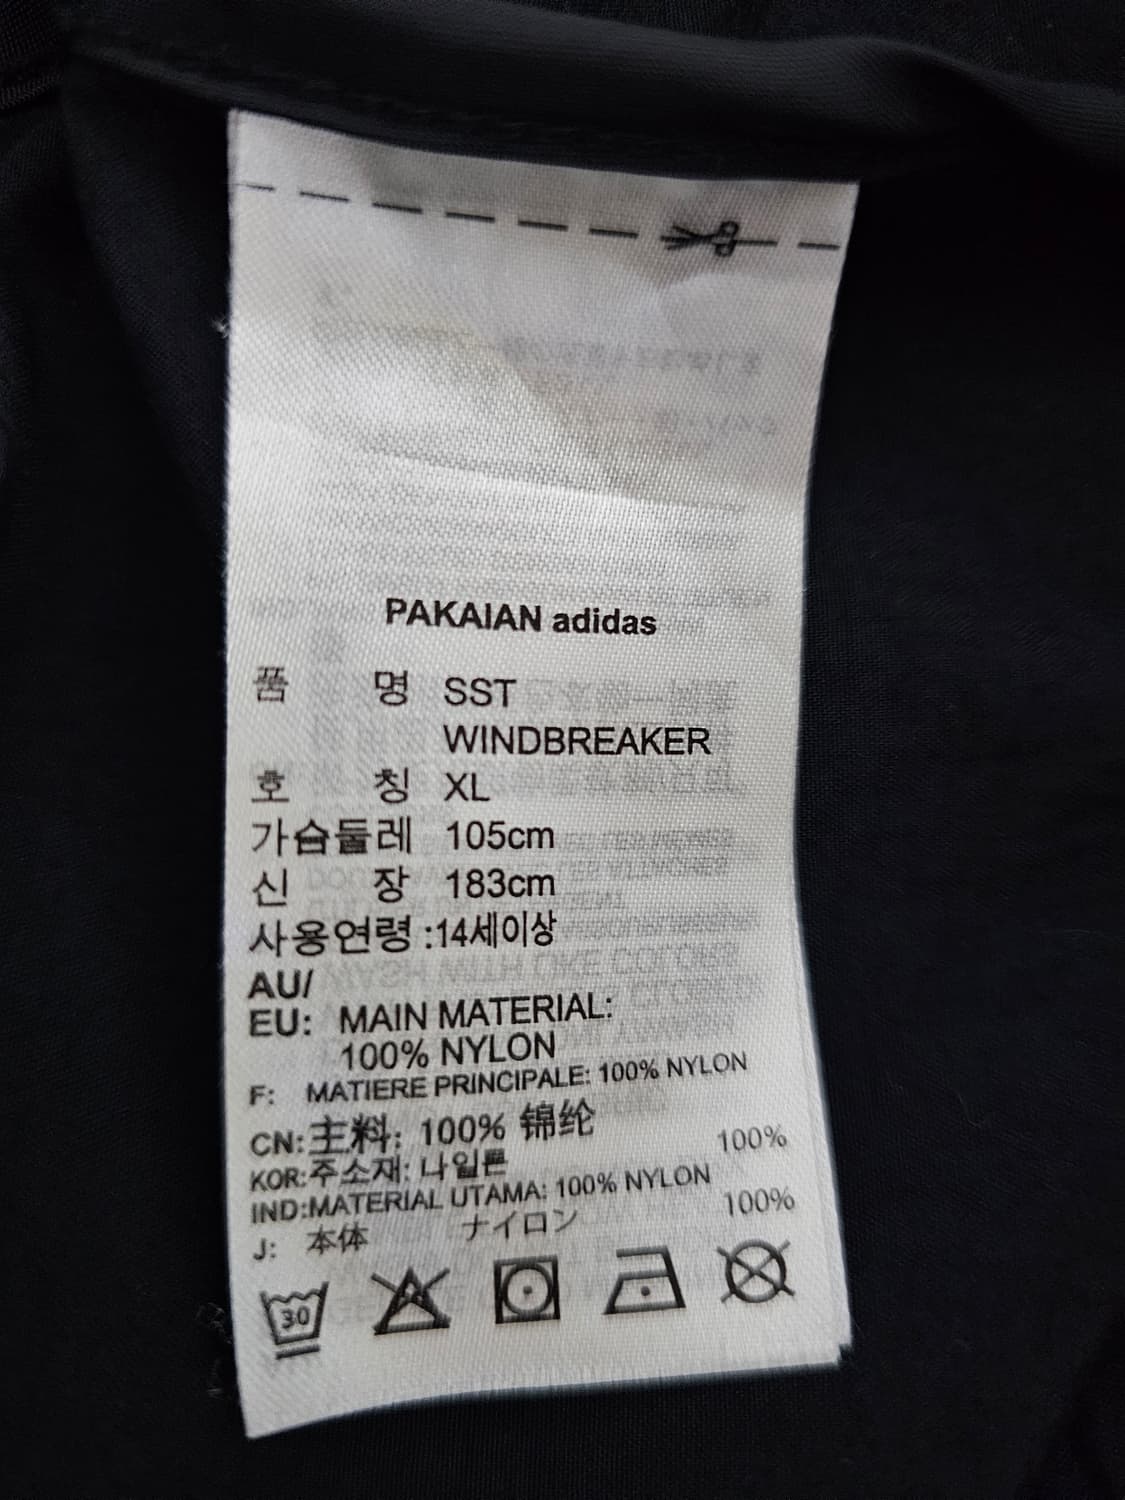 PAKAIAN adidas
품 명 SST
WINDBREAKER
호 칭 XL
가슴둘레 105cm
신 장 183cm
사용연령 :14세이상
AU/
EU: MAIN MATERIAL:
100% NYLON
F: MATIERE PRINCIPALE: 100% NYLON
CN:主料: 100% 锦纶
KOR:주소재: 나일론 100%
IND:MATERIAL UTAMA: 100% NYLON
J: 本体 ナイロン 100%
30